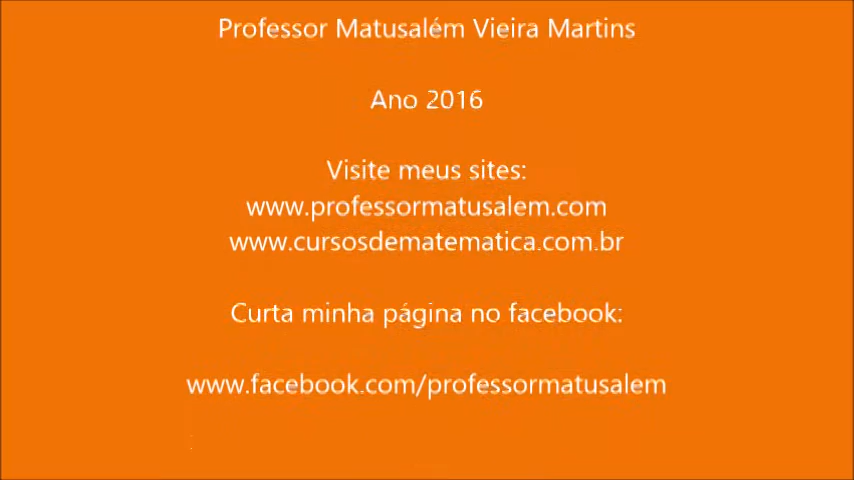 Professor Matusalém Vieira Martins
Ano 2016
Visite meus sites:
www.professormatusalem.com
www.cursosdematematica.com.br
Curta minha página no facebook:
www.facebook.com/professormatusalem